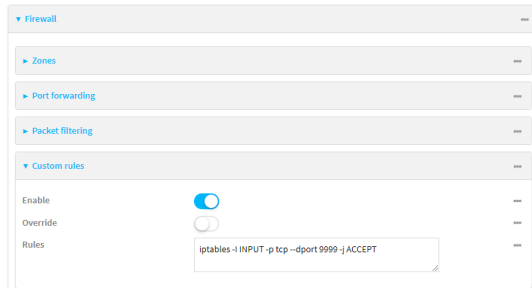 Firewall
Zones
Port forwarding
Packet filtering
Custom rules
Enable
Override
Rules
iptables -I INPUT -p tcp --dport 9999 -j ACCEPT